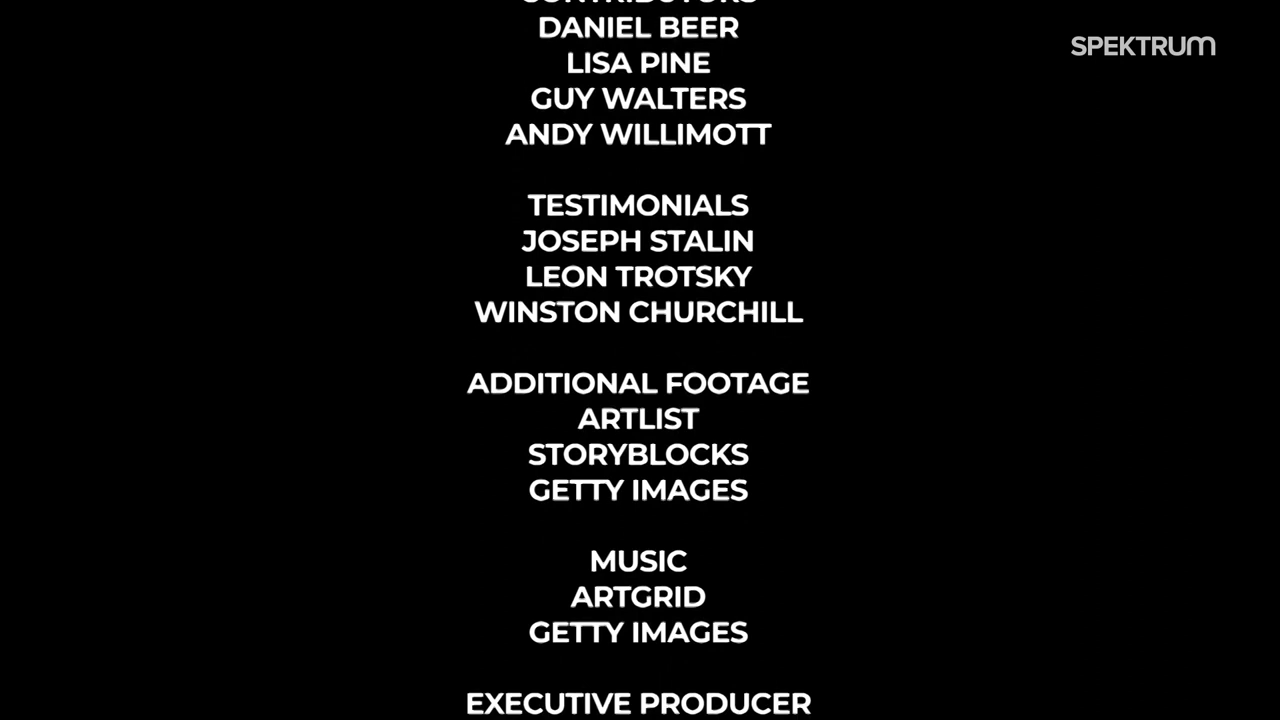 CONTRIBUTORS
DANIEL BEER
LISA PINE
GUY WALTERS
ANDY WILLIMOTT
TESTIMONIALS
JOSEPH STALIN
LEON TROTSKY
WINSTON CHURCHILL
ADDITIONAL FOOTAGE
ARTLIST
STORYBLOCKS
GETTY IMAGES
MUSIC
ARTGRID
GETTY IMAGES
EXECUTIVE PRODUCER
SPEKTRUM